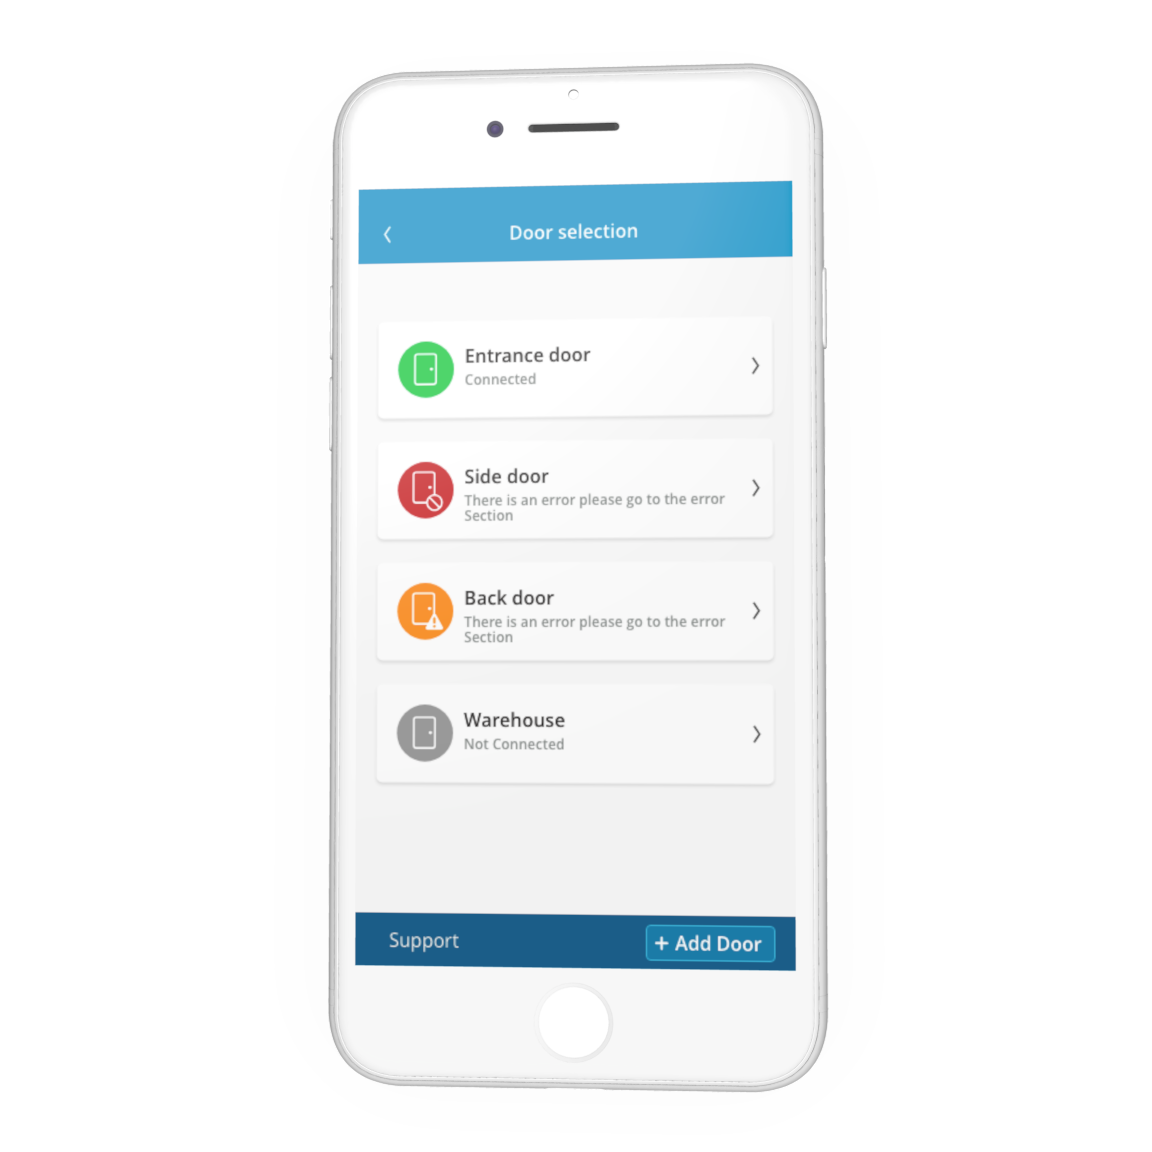 Door selection
Entrance door
Connected
Side door
There is an error please go to the error
Section
Back door
There is an error please go to the error
Section
Warehouse
Not Connected
Support
+ Add Door